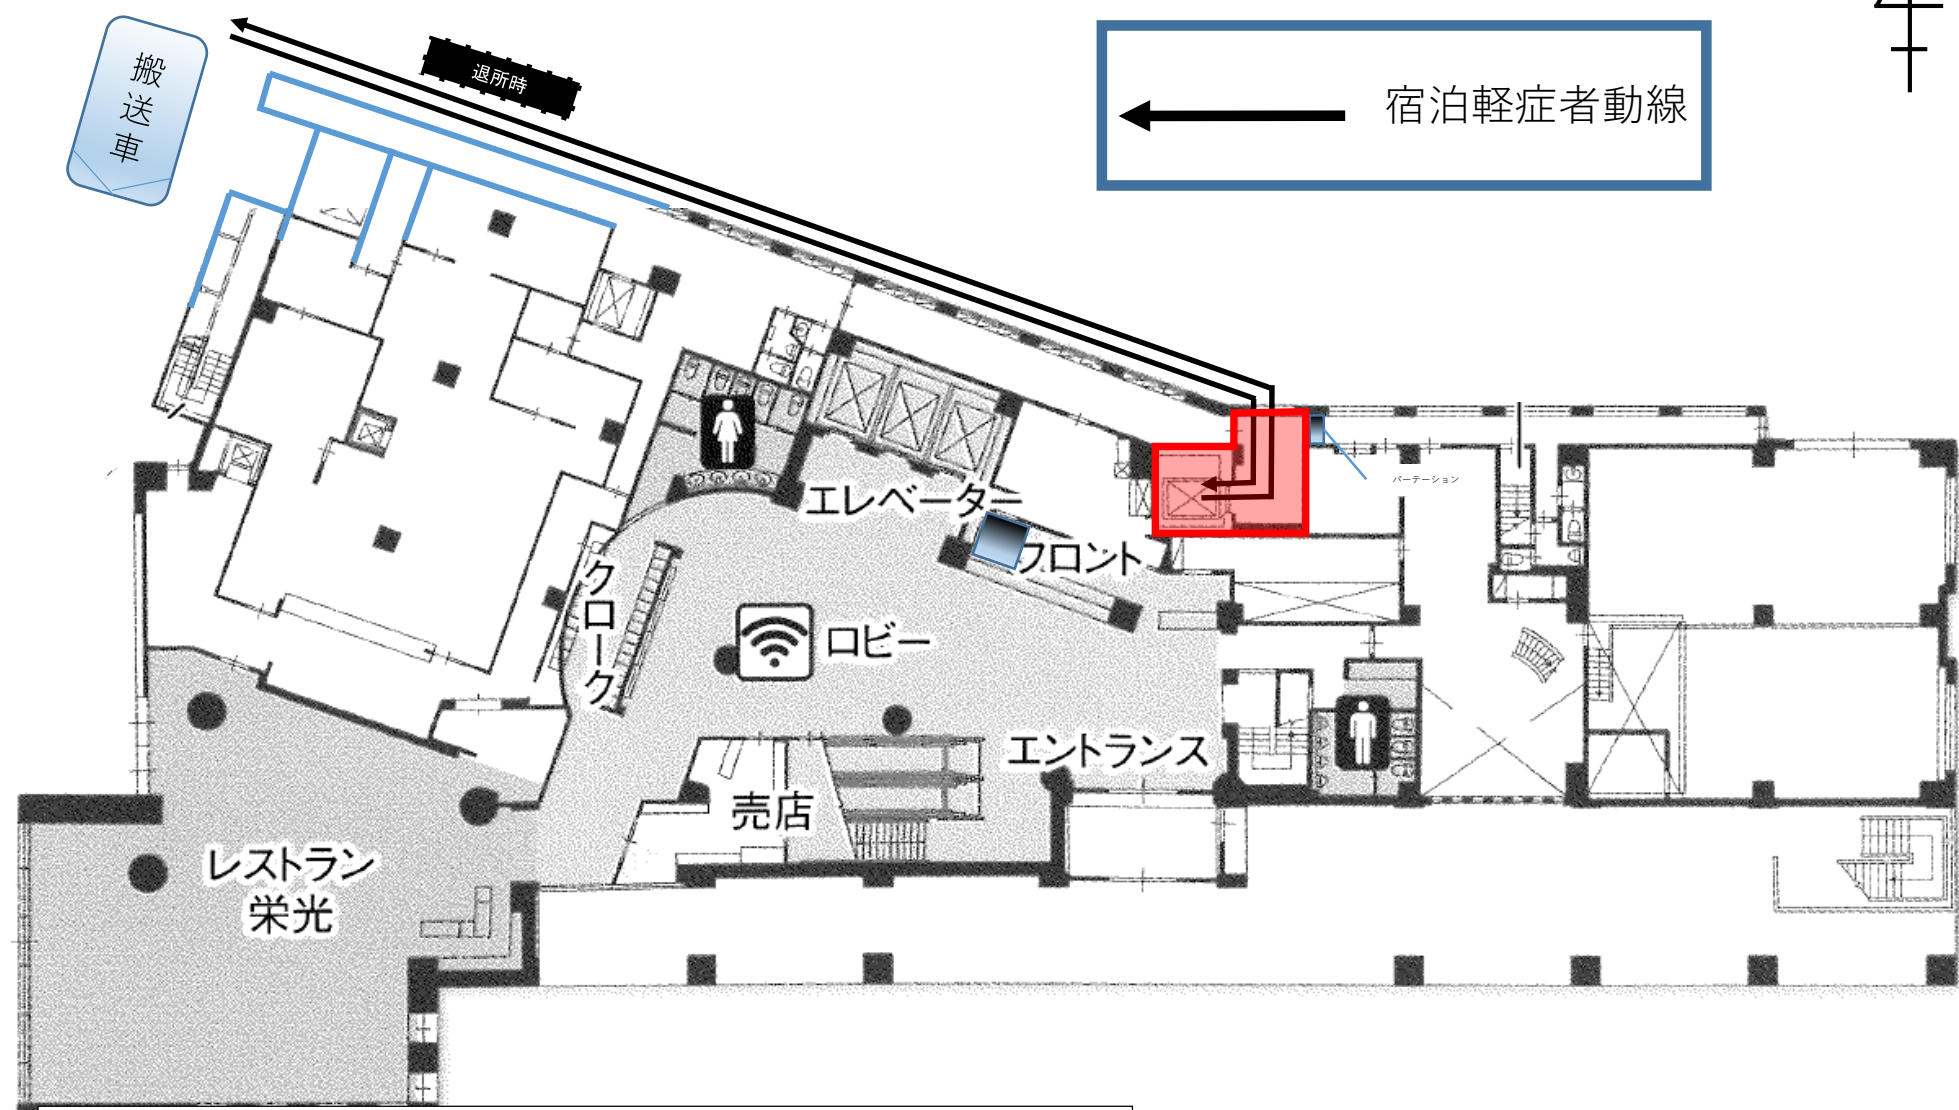 搬送車
退所時
宿泊軽症者動線
パーテーション
エレベーター
フロント
クローク
ロビー
エントランス
売店
レストラン
栄光